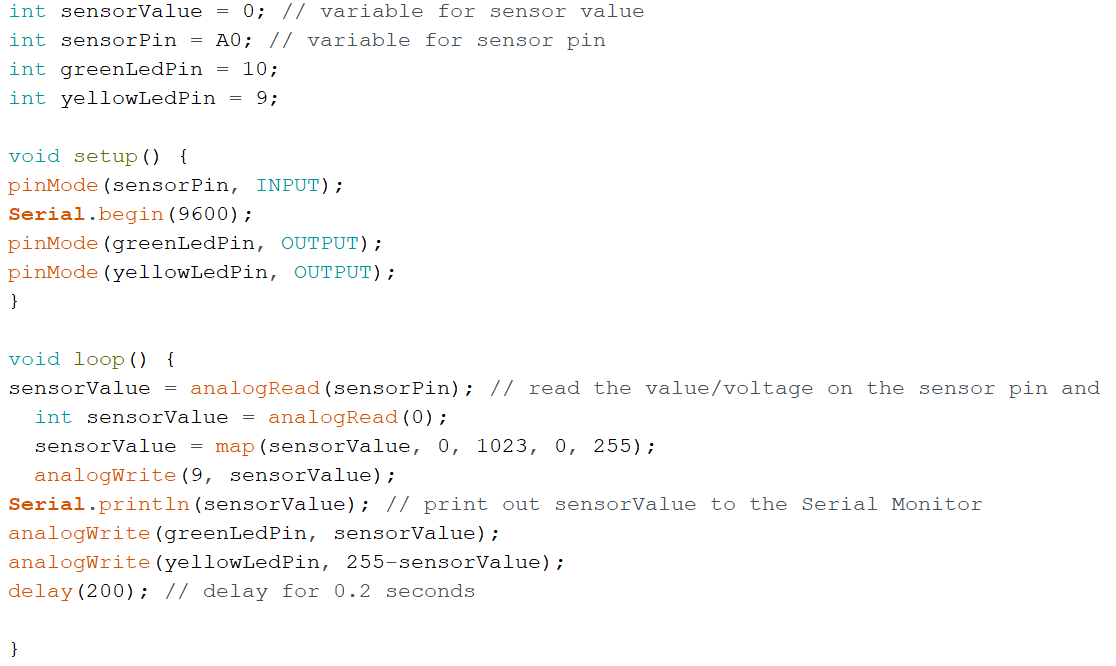 int sensorValue = 0; // variable for sensor value
int sensorPin = A0; // variable for sensor pin
int greenLedPin = 10;
int yellowLedPin = 9;

void setup() {
pinMode(sensorPin, INPUT);
Serial.begin(9600);
pinMode(greenLedPin, OUTPUT);
pinMode(yellowLedPin, OUTPUT);
}

void loop() {
sensorValue = analogRead(sensorPin); // read the value/voltage on the sensor pin and
  int sensorValue = analogRead(0);
  sensorValue = map(sensorValue, 0, 1023, 0, 255);
  analogWrite(9, sensorValue);
Serial.println(sensorValue); // print out sensorValue to the Serial Monitor
analogWrite(greenLedPin, sensorValue);
analogWrite(yellowLedPin, 255-sensorValue);
delay(200); // delay for 0.2 seconds

}